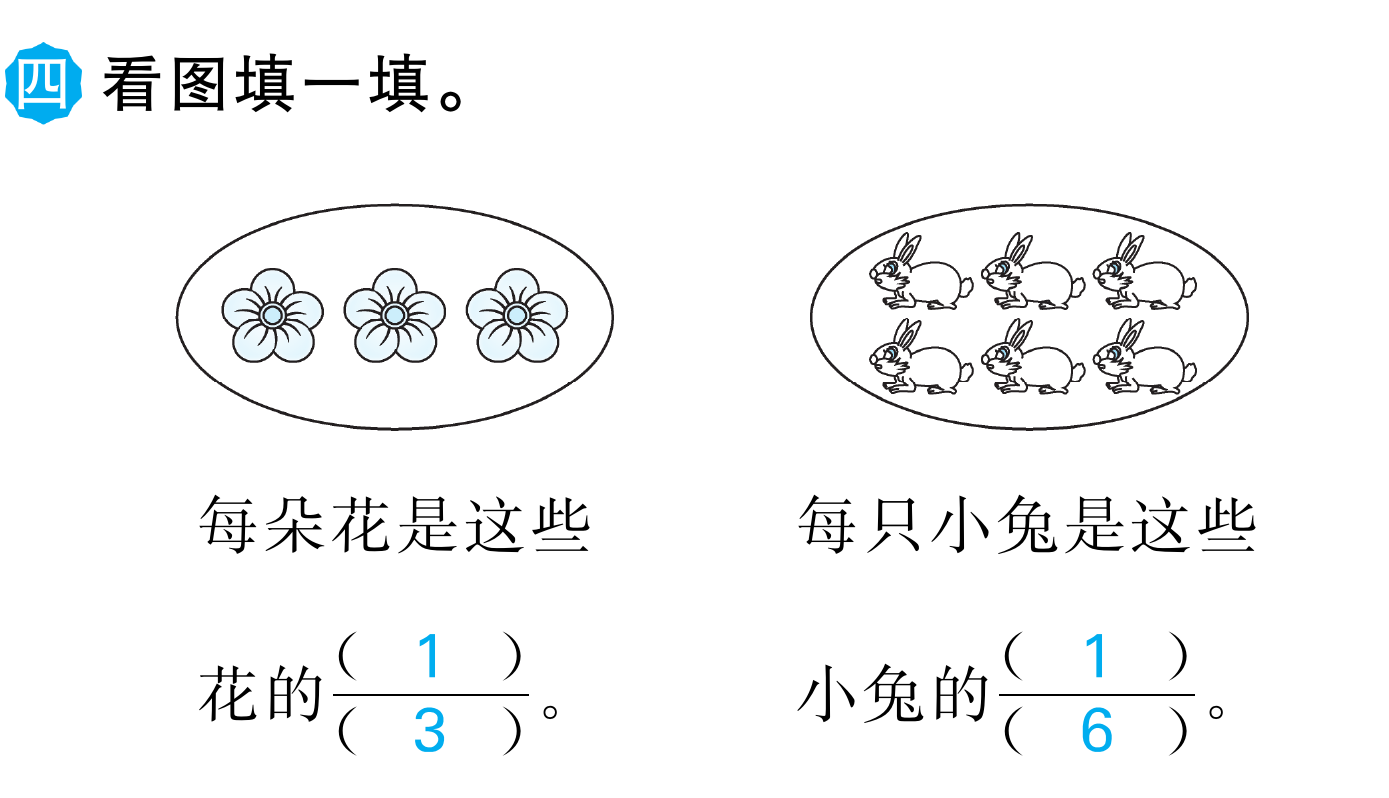 四 看图填一填。
每朵花是这些
花的( 1 )/( 3 )。
每只小兔是这些
小兔的( 1 )/( 6 )。